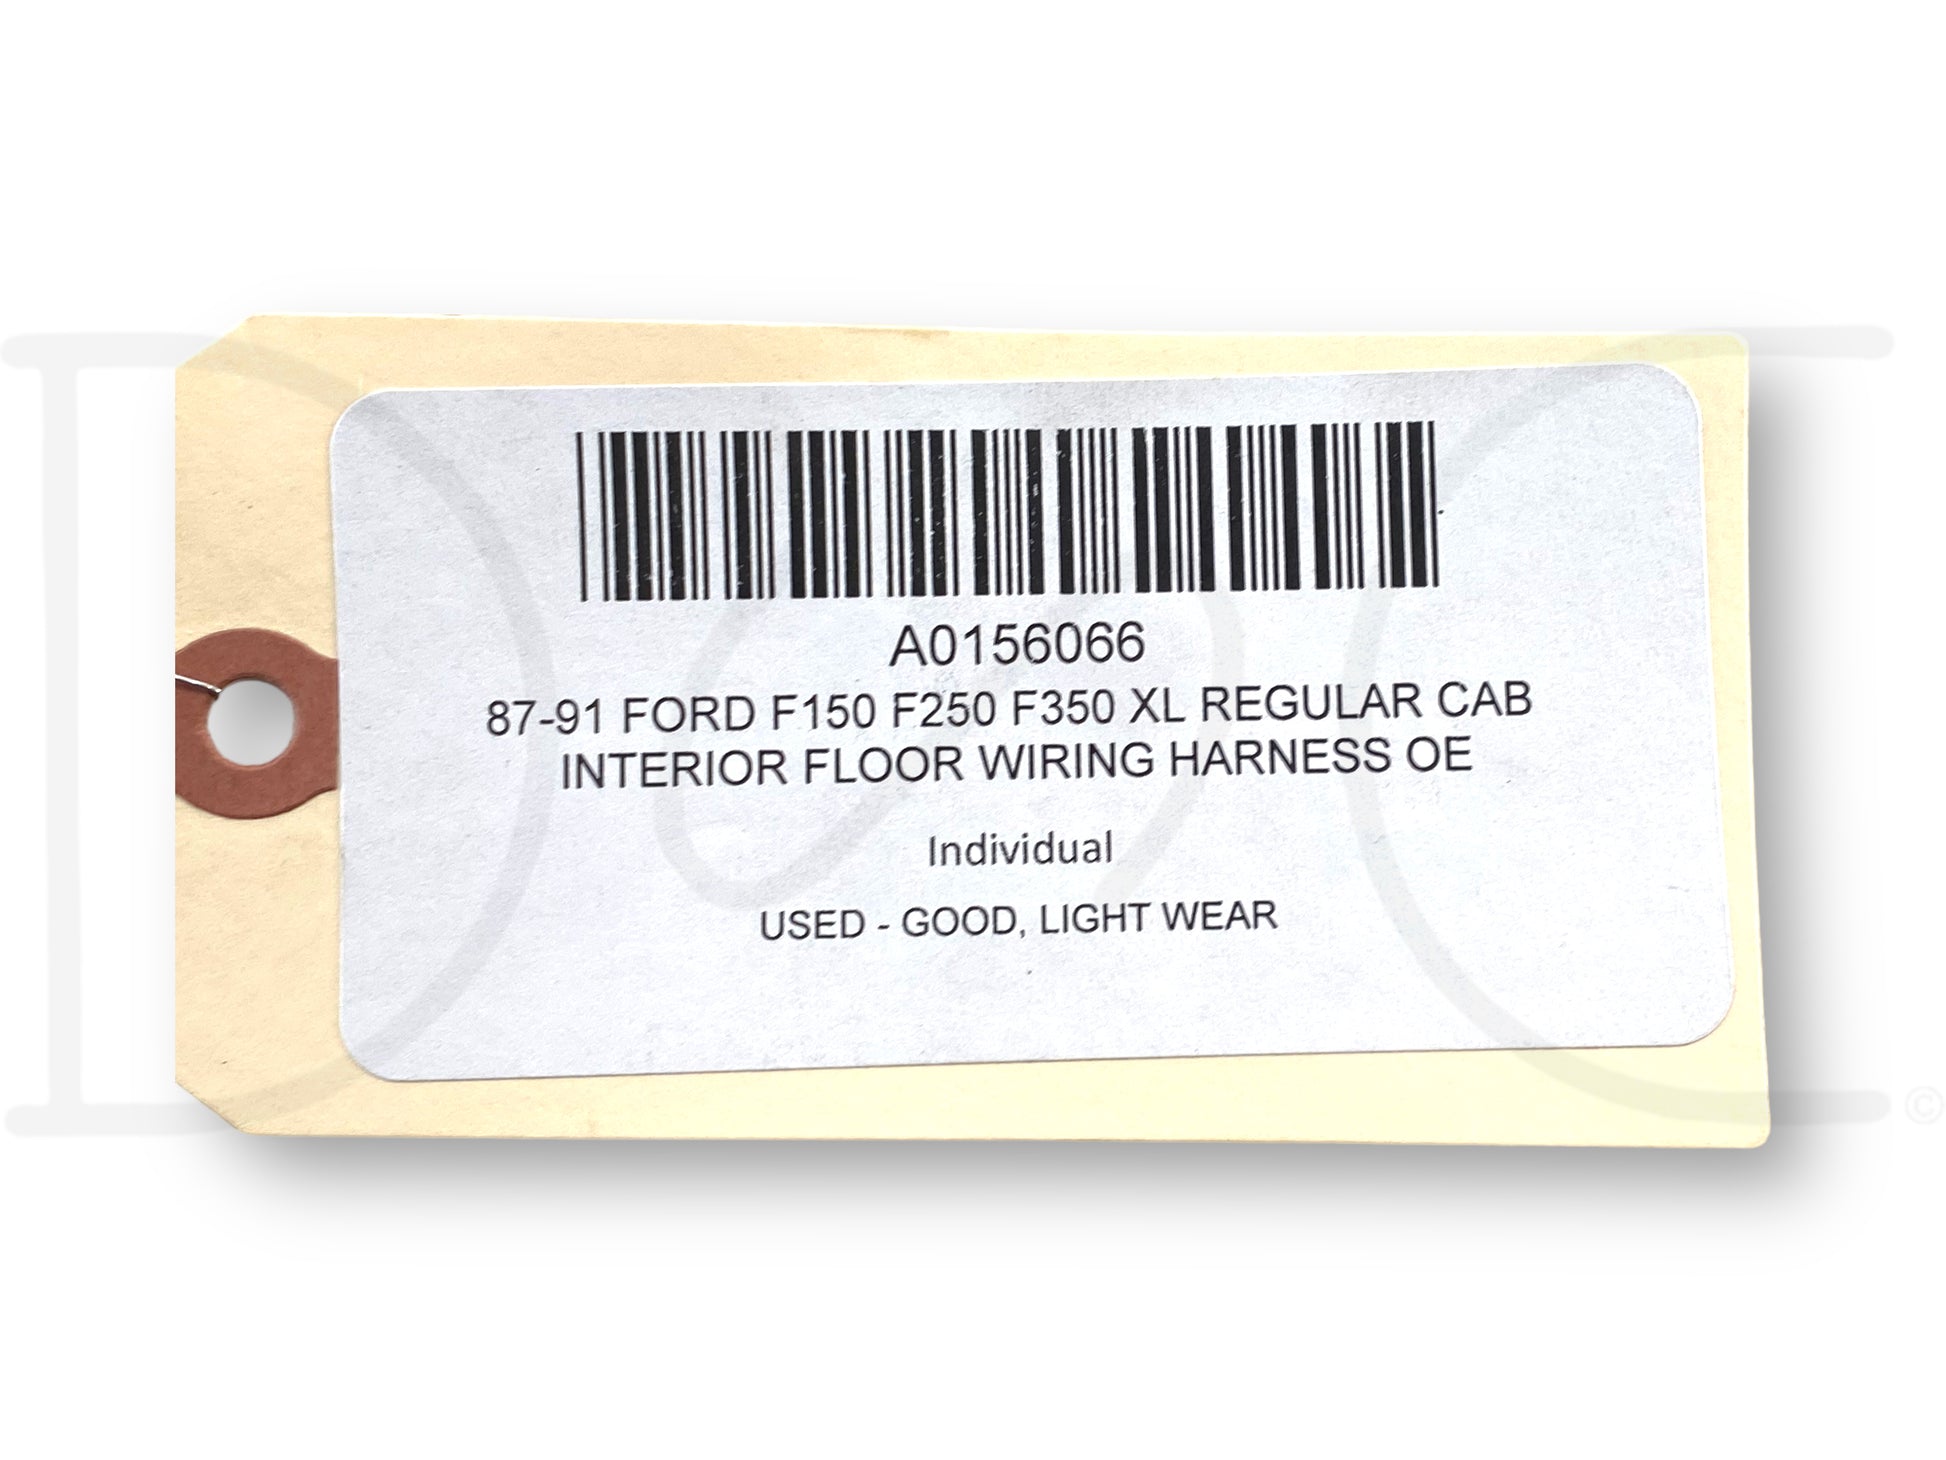 A0156066
87-91 FORD F150 F250 F350 XL REGULAR CAB
INTERIOR FLOOR WIRING HARNESS OE
Individual
USED - GOOD, LIGHT WEAR
©